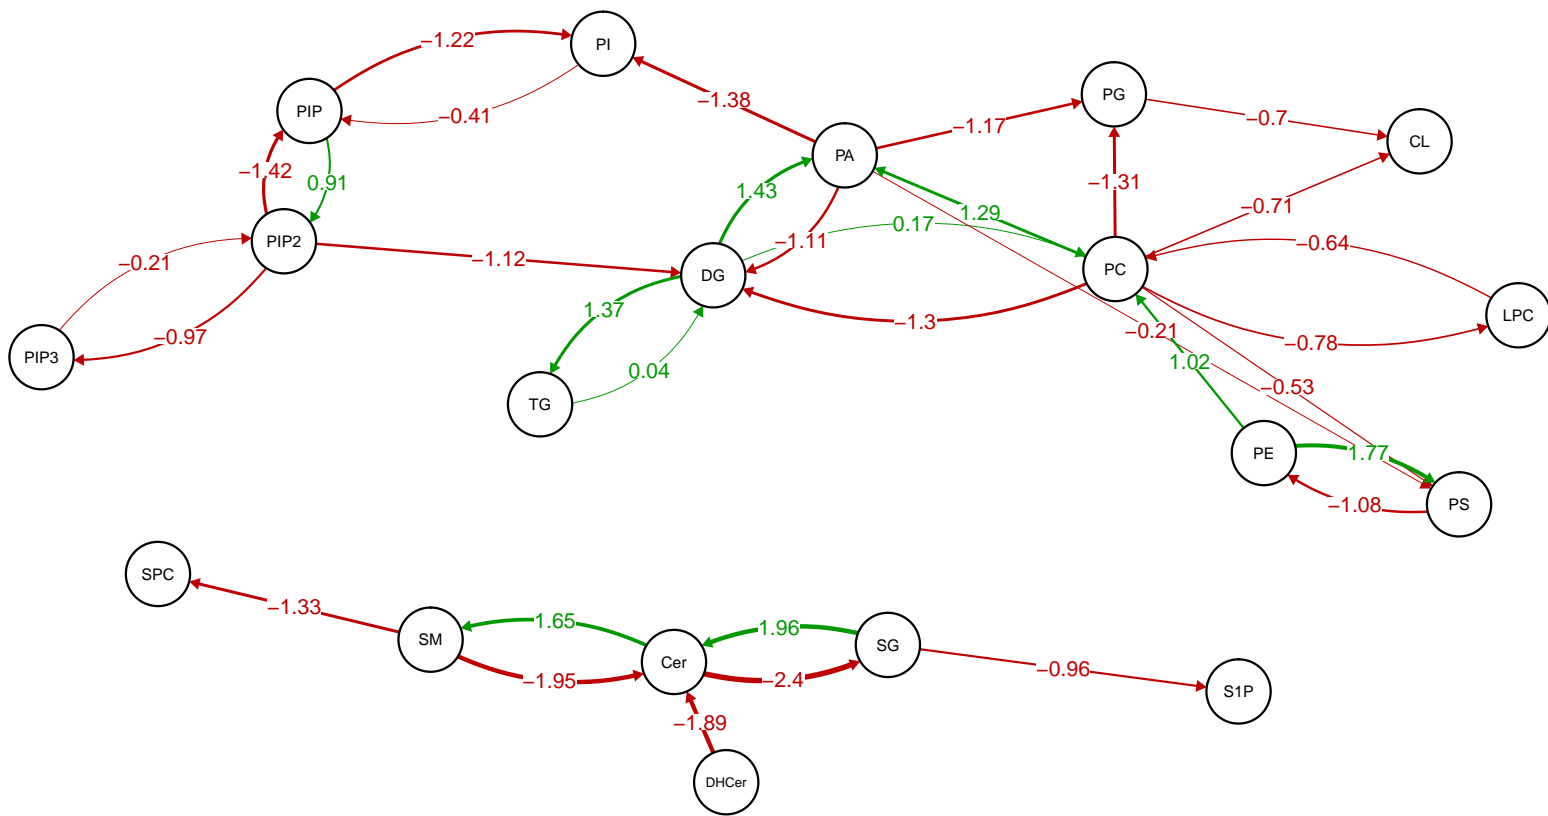 −1.22
PI
PIP
−0.41
−1.38
PG
−1.17
−0.7
CL
PA
−1.42
0.91
1.43
−1.31
−0.71
1.29
0.17
PIP2
−1.11
−0.64
−0.21
−1.12
DG
PC
1.37
−1.3
LPC
−0.21
−0.97
−0.78
PIP3
1.02
0.04
−0.53
TG
PE
1.77
−1.08
PS
SPC
−1.33
SM
1.65
1.96
SG
Cer
−0.96
−1.95
−2.4
S1P
−1.89
DHCer